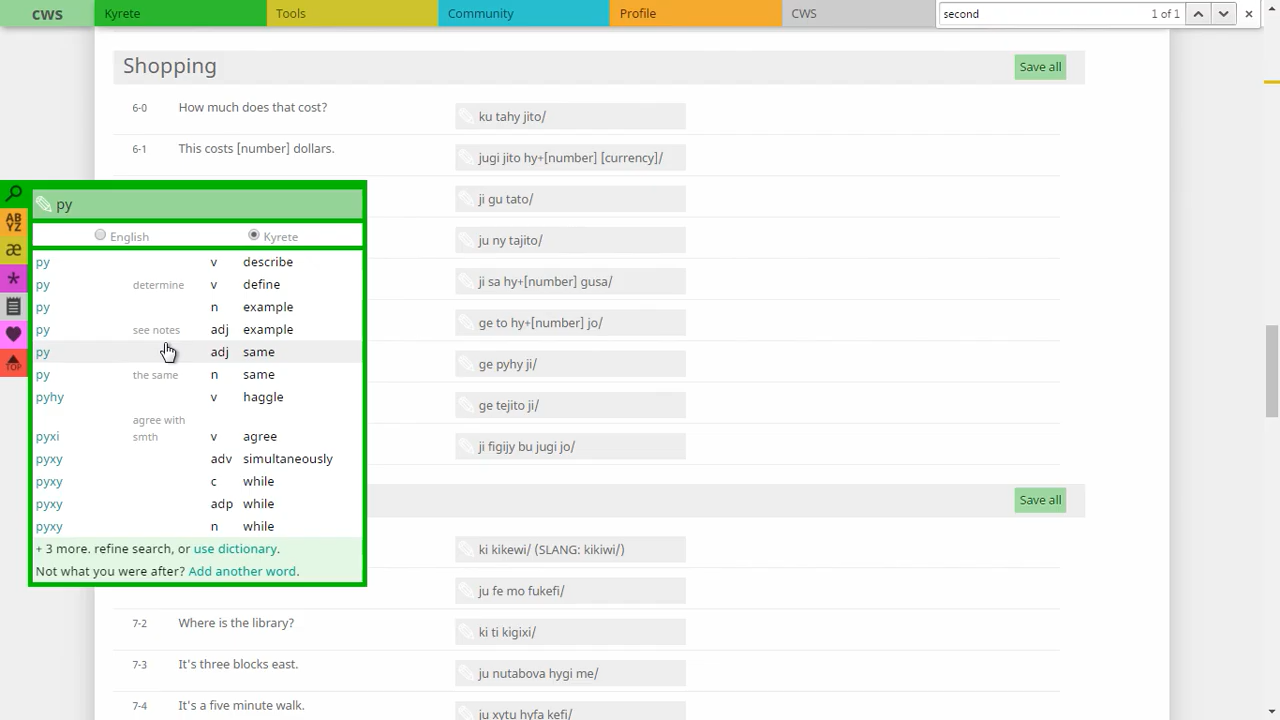 cws Kyrete Tools Community Profile CWS second 1 of 1
Shopping Save all
6-0 How much does that cost? ku tahy jito/
6-1 This costs [number] dollars. jugi jito hy+[number] [currency]/
ji gu tato/
ju ny tajito/
ji sa hy+[number] gusa/
ge to hy+[number] jo/
ge pyhy ji/
ge tejito ji/
ji figijy bu jugi jo/
Save all
ki kikewi/ (SLANG: kikiwi/)
ju fe mo fukefi/
7-2 Where is the library? ki ti kigixi/
7-3 It's three blocks east. ju nutabova hygi me/
7-4 It's a five minute walk. ju xytu hyfa kefi/
AB
YZ
æ
*
TOP
py
English Kyrete
py v describe
py determine v define
py n example
py see notes adj example
py adj same
py the same n same
pyhy v haggle
agree with
pyxi smth v agree
pyxy adv simultaneously
pyxy c while
pyxy adp while
pyxy n while
+ 3 more. refine search, or use dictionary.
Not what you were after? Add another word.